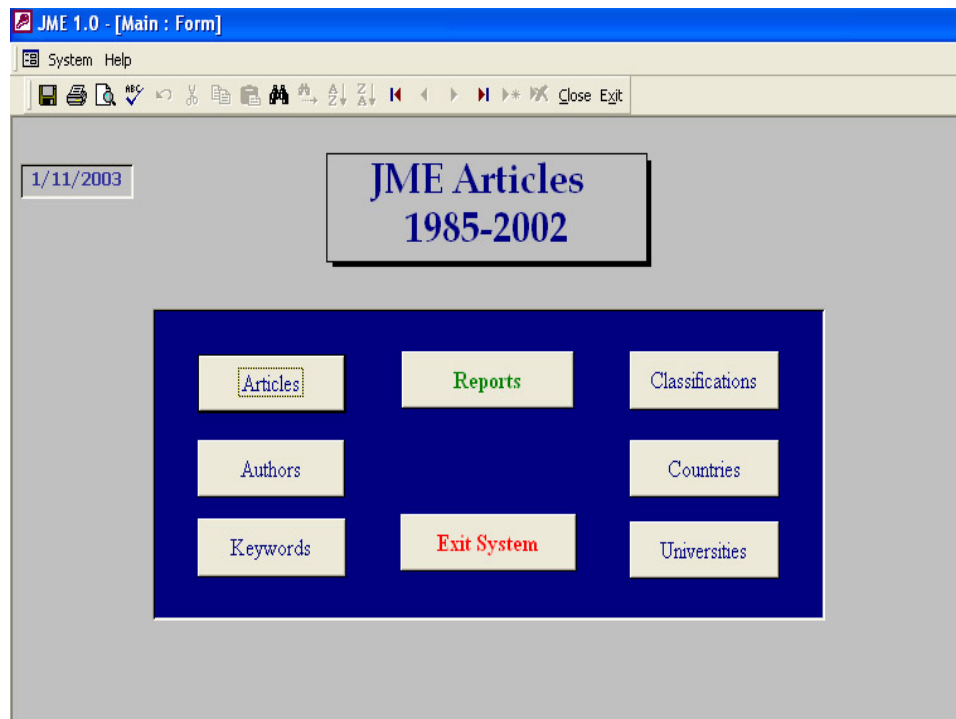 JME 1.0 - [Main : Form]
System Help
ABC
A Z
Z A
Close Exit
1/11/2003
JME Articles
1985-2002
Articles
Reports
Classifications
Authors
Countries
Keywords
Exit System
Universities